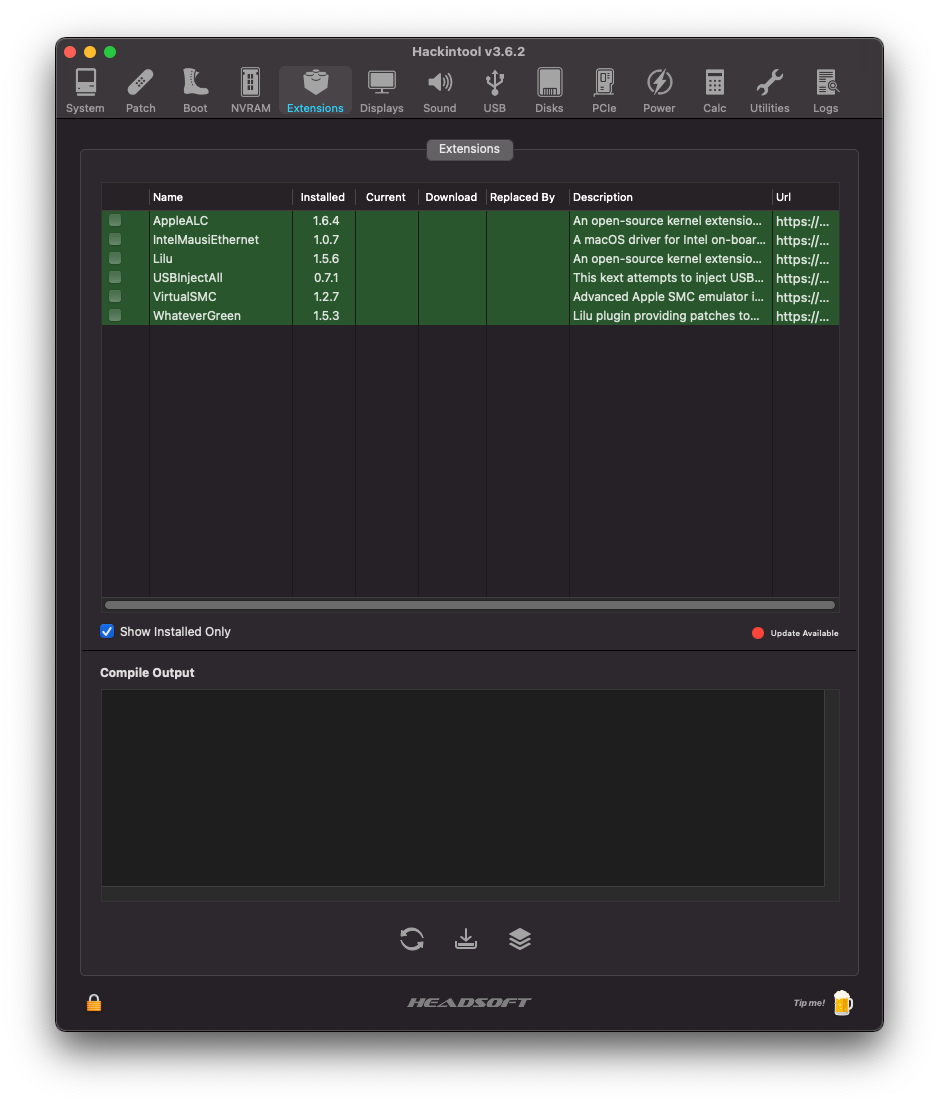 Hackintool v3.6.2
System Patch Boot NVRAM Extensions Displays Sound USB Disks PCIe Power Calc Utilities Logs
Extensions
Name Installed Current Download Replaced By Description Url
AppleALC 1.6.4 An open-source kernel extensio... https://...
IntelMausiEthernet 1.0.7 A macOS driver for Intel on-boar... https://...
Lilu 1.5.6 An open-source kernel extensio... https://...
USBInjectAll 0.7.1 This kext attempts to inject USB... https://...
VirtualSMC 1.2.7 Advanced Apple SMC emulator i... https://...
WhateverGreen 1.5.3 Lilu plugin providing patches to... https://...
Show Installed Only Update Available
Compile Output
HEADSOFT Tip me!